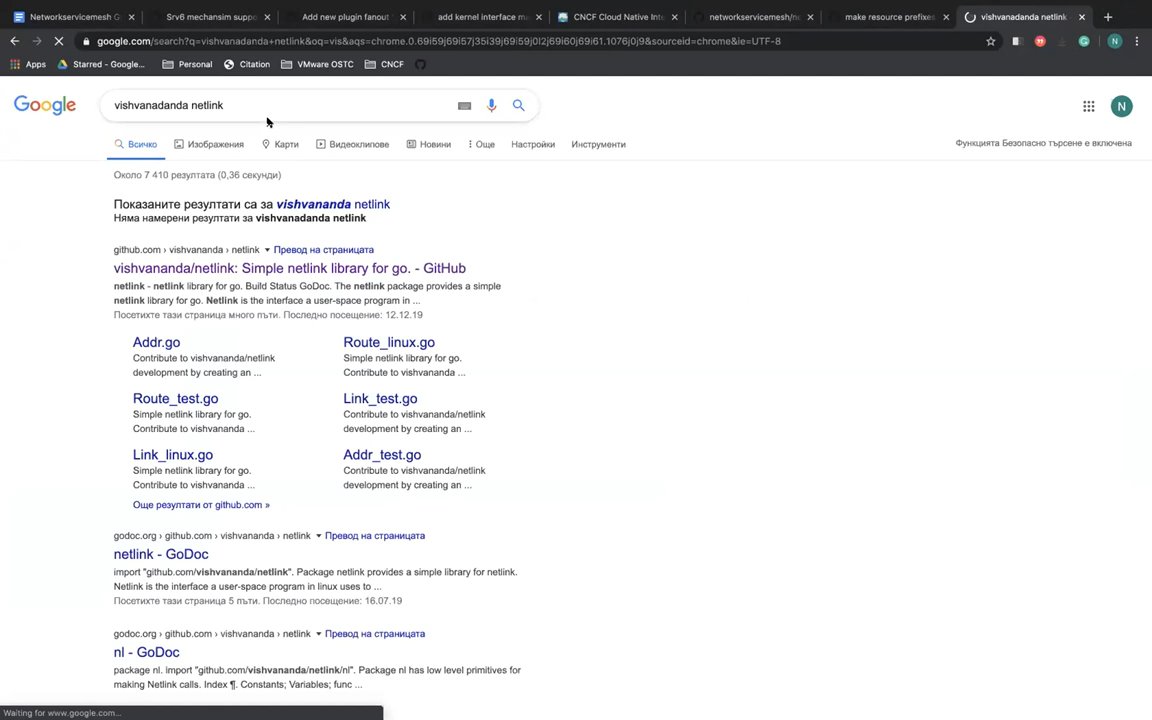 Networkservicemesh G
Srv6 mechansim suppo
Add new plugin fanout
add kernel interface me
CNCF Cloud Native Inte
networkservicemesh/ne
make resource prefixes
vishvanadanda netlink
google.com/search?q=vishvanadanda+netlink&oq=vis&aqs=chrome.0.69i59j69i57j35i39j69i59j0l2j69i60j69i61.1076j0j9&sourceid=chrome&ie=UTF-8
Apps
Starred - Google...
Personal
Citation
VMware OSTC
CNCF
Google
vishvanadanda netlink
N
Всичко
Изображения
Карти
Видеоклипове
Новини
Още
Настройки
Инструменти
Функцията Безопасно търсене е включена
Около 7 410 резултата (0,36 секунди)
Показаните резултати са за vishvananda netlink
Няма намерени резултати за vishvanadanda netlink
github.com › vishvananda › netlink ▾ Превод на страницата
vishvananda/netlink: Simple netlink library for go. - GitHub
netlink - netlink library for go. Build Status GoDoc. The netlink package provides a simple
netlink library for go. Netlink is the interface a user-space program in ...
Посетихте тази страница много пъти. Последно посещение: 12.12.19
Addr.go
Contribute to vishvananda/netlink
development by creating an ...
Route_linux.go
Simple netlink library for go.
Contribute to vishvananda ...
Route_test.go
Simple netlink library for go.
Contribute to vishvananda ...
Link_test.go
Contribute to vishvananda/netlink
development by creating an ...
Link_linux.go
Simple netlink library for go.
Contribute to vishvananda ...
Addr_test.go
Contribute to vishvananda/netlink
development by creating an ...
Още резултати от github.com »
godoc.org › github.com › vishvananda › netlink ▾ Превод на страницата
netlink - GoDoc
import "github.com/vishvananda/netlink". Package netlink provides a simple library for netlink.
Netlink is the interface a user-space program in linux uses to ...
Посетихте тази страница 5 пъти. Последно посещение: 16.07.19
godoc.org › github.com › vishvananda › netlink ▾ Превод на страницата
nl - GoDoc
package nl. import "github.com/vishvananda/netlink/nl". Package nl has low level primitives for
making Netlink calls. Index ¶. Constants; Variables; func ...
Waiting for www.google.com...